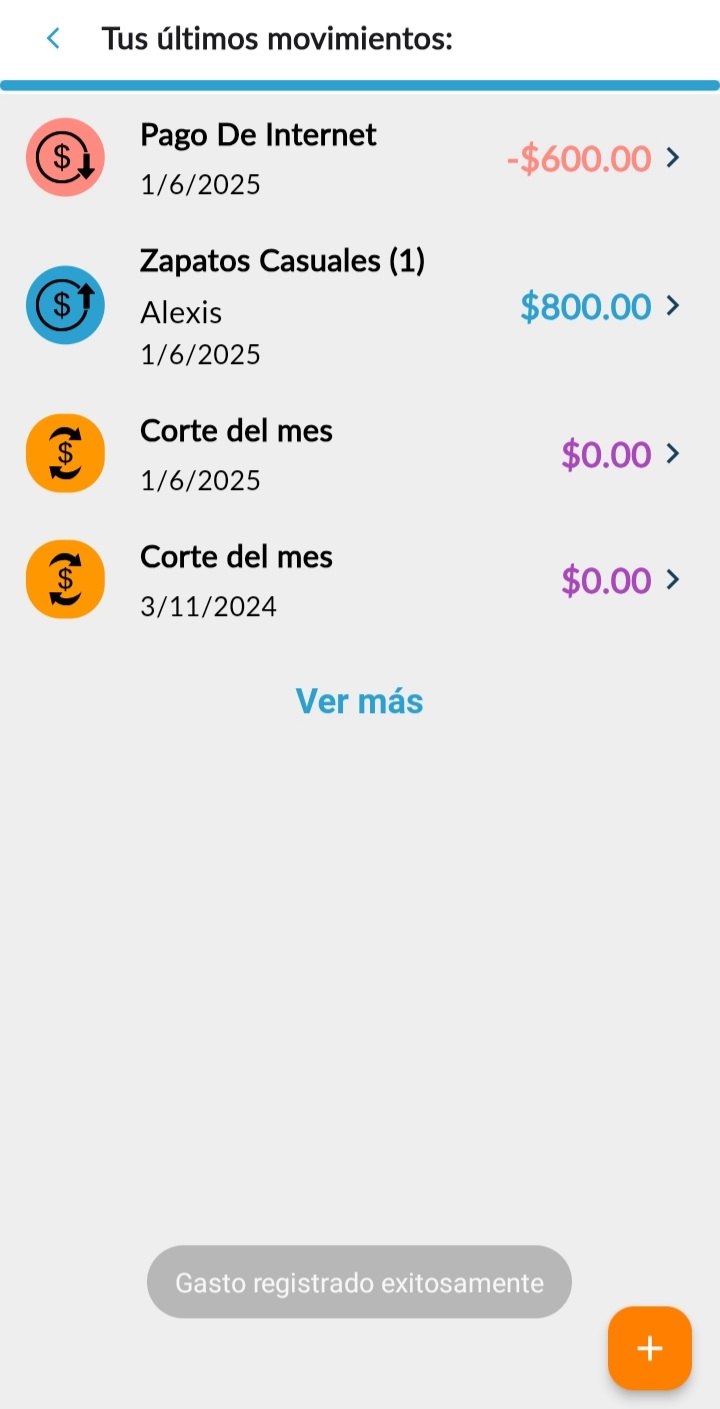 Tus últimos movimientos:
Pago De Internet
1/6/2025
-$600.00
Zapatos Casuales (1)
Alexis
1/6/2025
$800.00
Corte del mes
1/6/2025
$0.00
Corte del mes
3/11/2024
$0.00
Ver más
Gasto registrado exitosamente
+